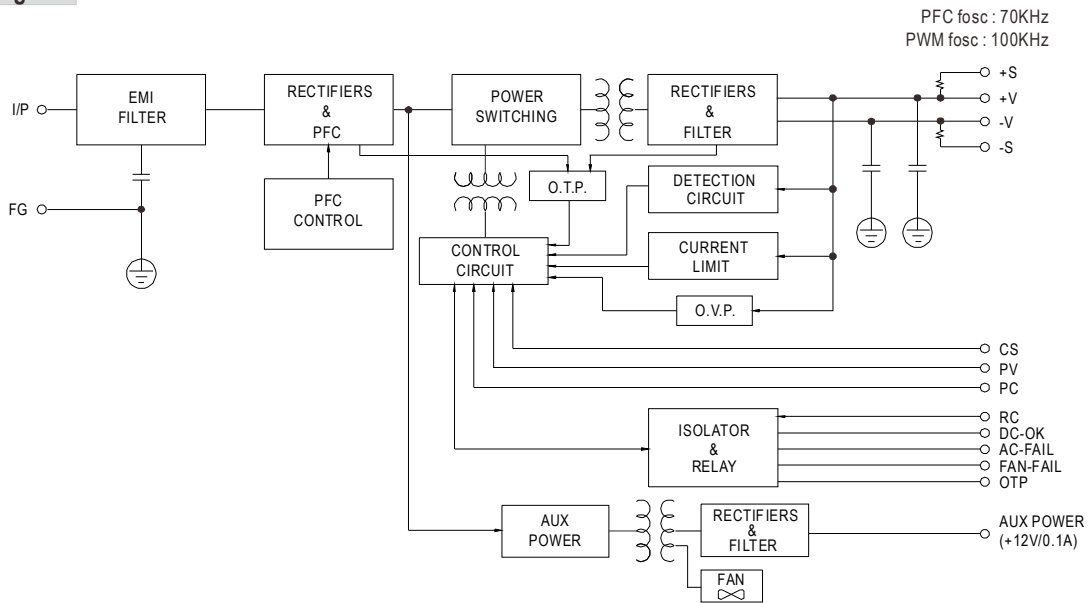 PFC fosc : 70KHz
PWM fosc : 100KHz
I/P
EMI
FILTER
RECTIFIERS
&
PFC
POWER
SWITCHING
RECTIFIERS
&
FILTER
+S
+V
-V
-S
FG
PFC
CONTROL
O.T.P.
DETECTION
CIRCUIT
CONTROL
CIRCUIT
CURRENT
LIMIT
O.V.P.
CS
PV
PC
ISOLATOR
&
RELAY
RC
DC-OK
AC-FAIL
FAN-FAIL
OTP
AUX
POWER
RECTIFIERS
&
FILTER
AUX POWER
(+12V/0.1A)
FAN